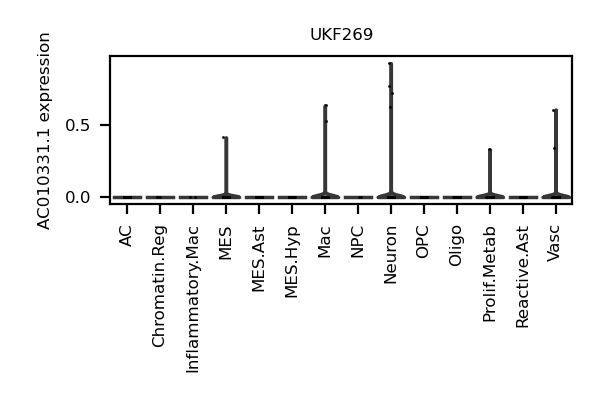 UKF269
AC010331.1 expression
0.5
0.0
AC
Chromatin.Reg
Inflammatory.Mac
MES
MES.Ast
MES.Hyp
Mac
NPC
Neuron
OPC
Oligo
Prolif.Metab
Reactive.Ast
Vasc